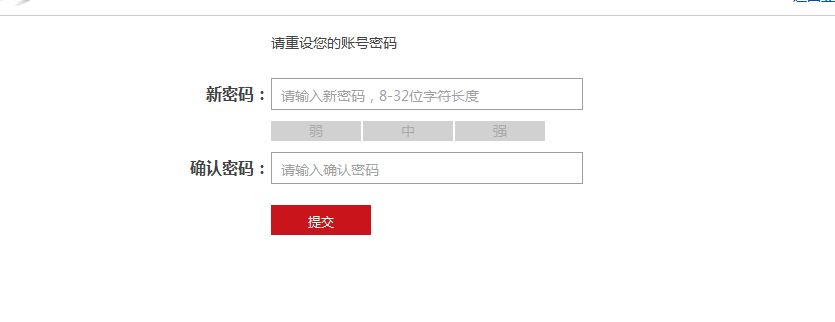 请重设您的账号密码
新密码：
请输入新密码，8-32位字符长度
弱 中 强
确认密码：
请输入确认密码
提交